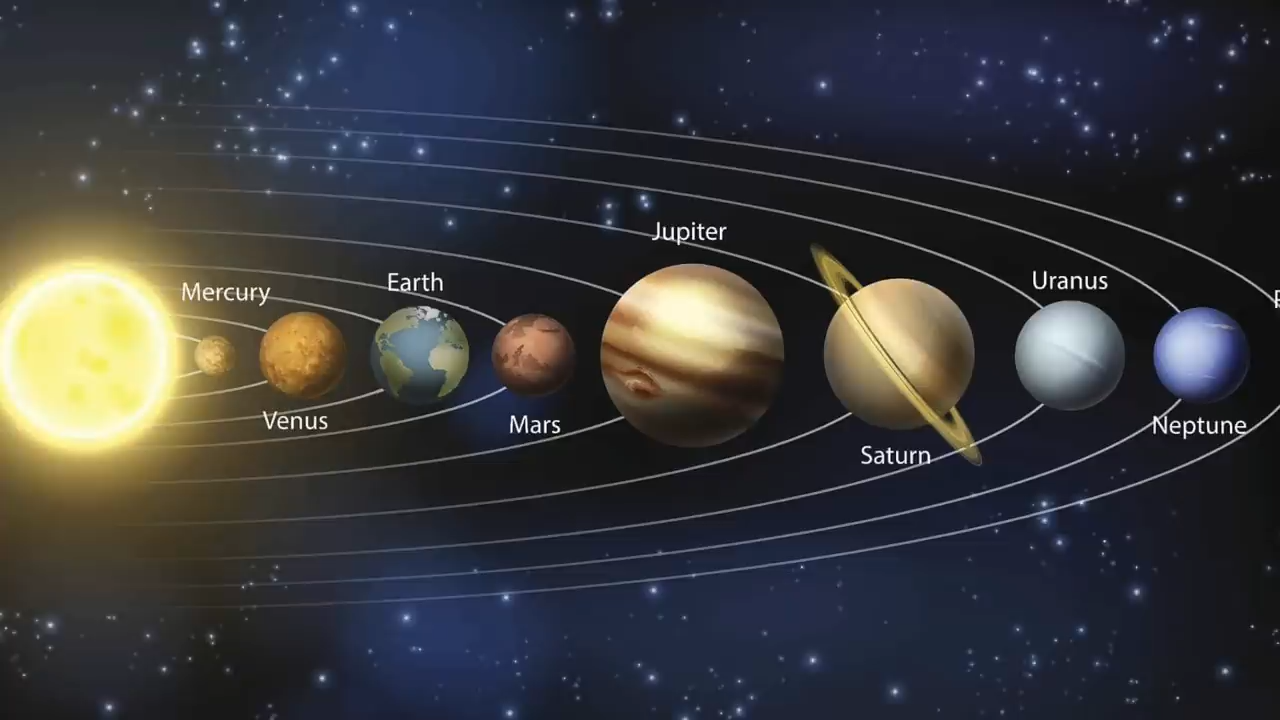 Mercury
Venus
Earth
Mars
Jupiter
Saturn
Uranus
Neptune